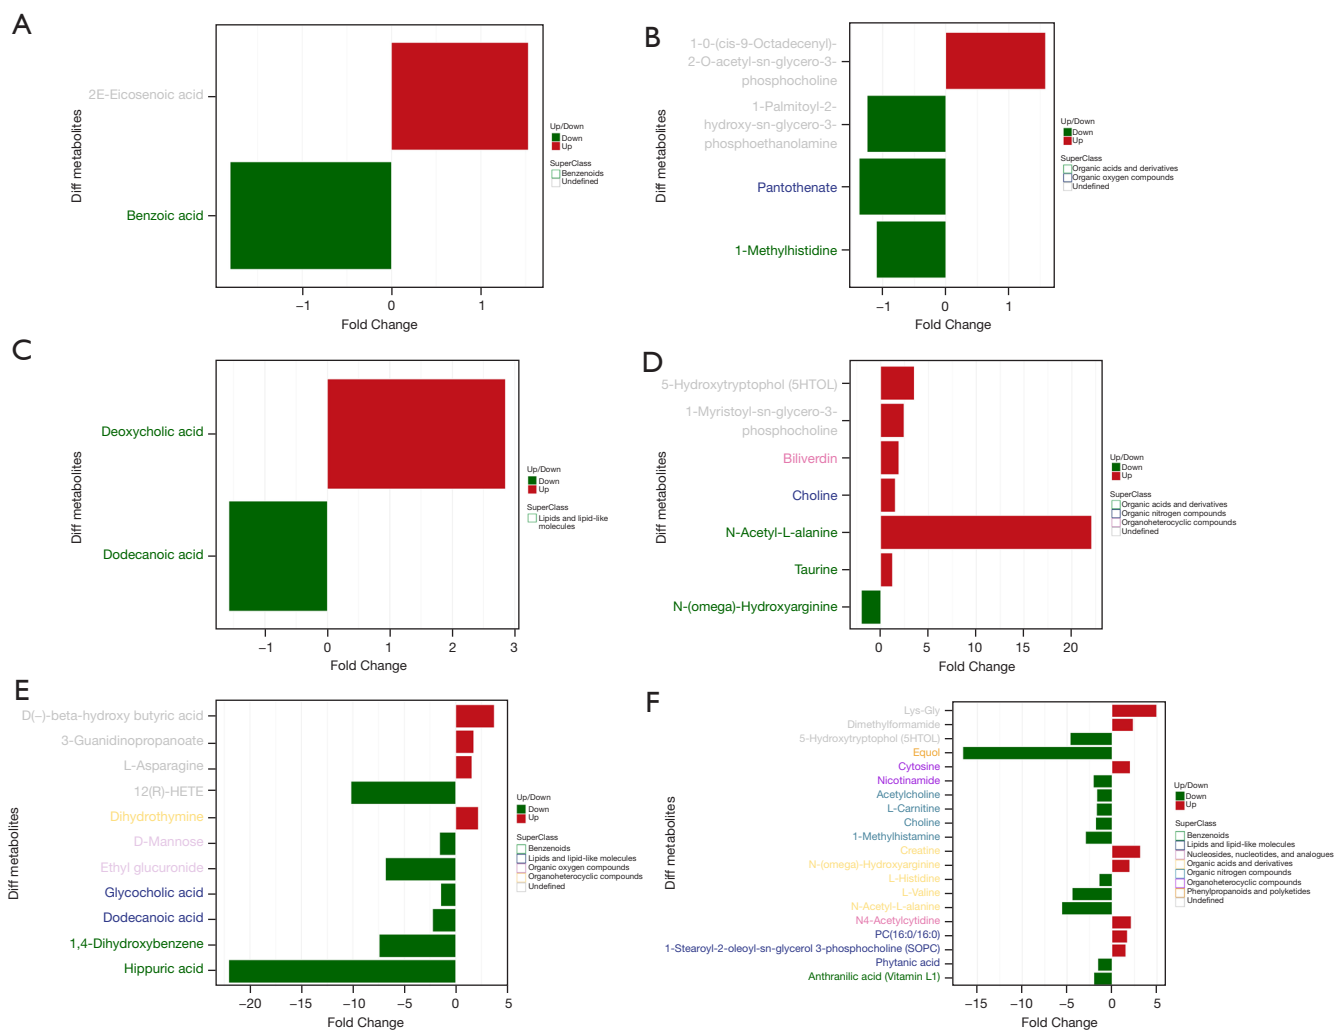 A
Diff metabolites
2E-Eicosenoic acid
Benzoic acid
−1
0
1
Fold Change
Up/Down
Down
Up
SuperClass
Benzenoids
Undefined
B
Diff metabolites
1-0-(cis-9-Octadecenyl)-
2-O-acetyl-sn-glycero-3-
phosphocholine
1-Palmitoyl-2-
hydroxy-sn-glycero-3-
phosphoethanolamine
Pantothenate
1-Methylhistidine
−1
0
1
Fold Change
Up/Down
Down
Up
SuperClass
Organic acids and derivatives
Organic oxygen compounds
Undefined
C
Diff metabolites
Deoxycholic acid
Dodecanoic acid
−1
0
1
2
3
Fold Change
Up/Down
Down
Up
SuperClass
Lipids and lipid-like
molecules
D
Diff metabolites
5-Hydroxytryptophol (5HTOL)
1-Myristoyl-sn-glycero-3-
phosphocholine
Biliverdin
Choline
N-Acetyl-L-alanine
Taurine
N-(omega)-Hydroxyarginine
0
5
10
15
20
Fold Change
Up/Down
Down
Up
SuperClass
Organic acids and derivatives
Organic nitrogen compounds
Organoheterocyclic compounds
Undefined
E
Diff metabolites
D(−)-beta-hydroxy butyric acid
3-Guanidinopropanoate
L-Asparagine
12(R)-HETE
Dihydrothymine
D-Mannose
Ethyl glucuronide
Glycocholic acid
Dodecanoic acid
1,4-Dihydroxybenzene
Hippuric acid
−20
−15
−10
−5
0
5
Fold Change
Up/Down
Down
Up
SuperClass
Benzenoids
Lipids and lipid-like molecules
Organic oxygen compounds
Organoheterocyclic compounds
Undefined
F
Diff metabolites
Lys-Gly
Dimethylformamide
5-Hydroxytryptophol (5HTOL)
Equol
Cytosine
Nicotinamide
Acetylcholine
L-Carnitine
Choline
1-Methylhistamine
Creatine
N-(omega)-Hydroxyarginine
L-Histidine
L-Valine
N-Acetyl-L-alanine
N4-Acetylcytidine
PC(16:0/16:0)
1-Stearoyl-2-oleoyl-sn-glycerol 3-phosphocholine (SOPC)
Phytanic acid
Anthranilic acid (Vitamin L1)
−15
−10
−5
0
5
Fold Change
Up/Down
Down
Up
SuperClass
Benzenoids
Lipids and lipid-like molecules
Nucleosides, nucleotides, and analogues
Organic acids and derivatives
Organic nitrogen compounds
Organoheterocyclic compounds
Phenylpropanoids and polyketides
Undefined